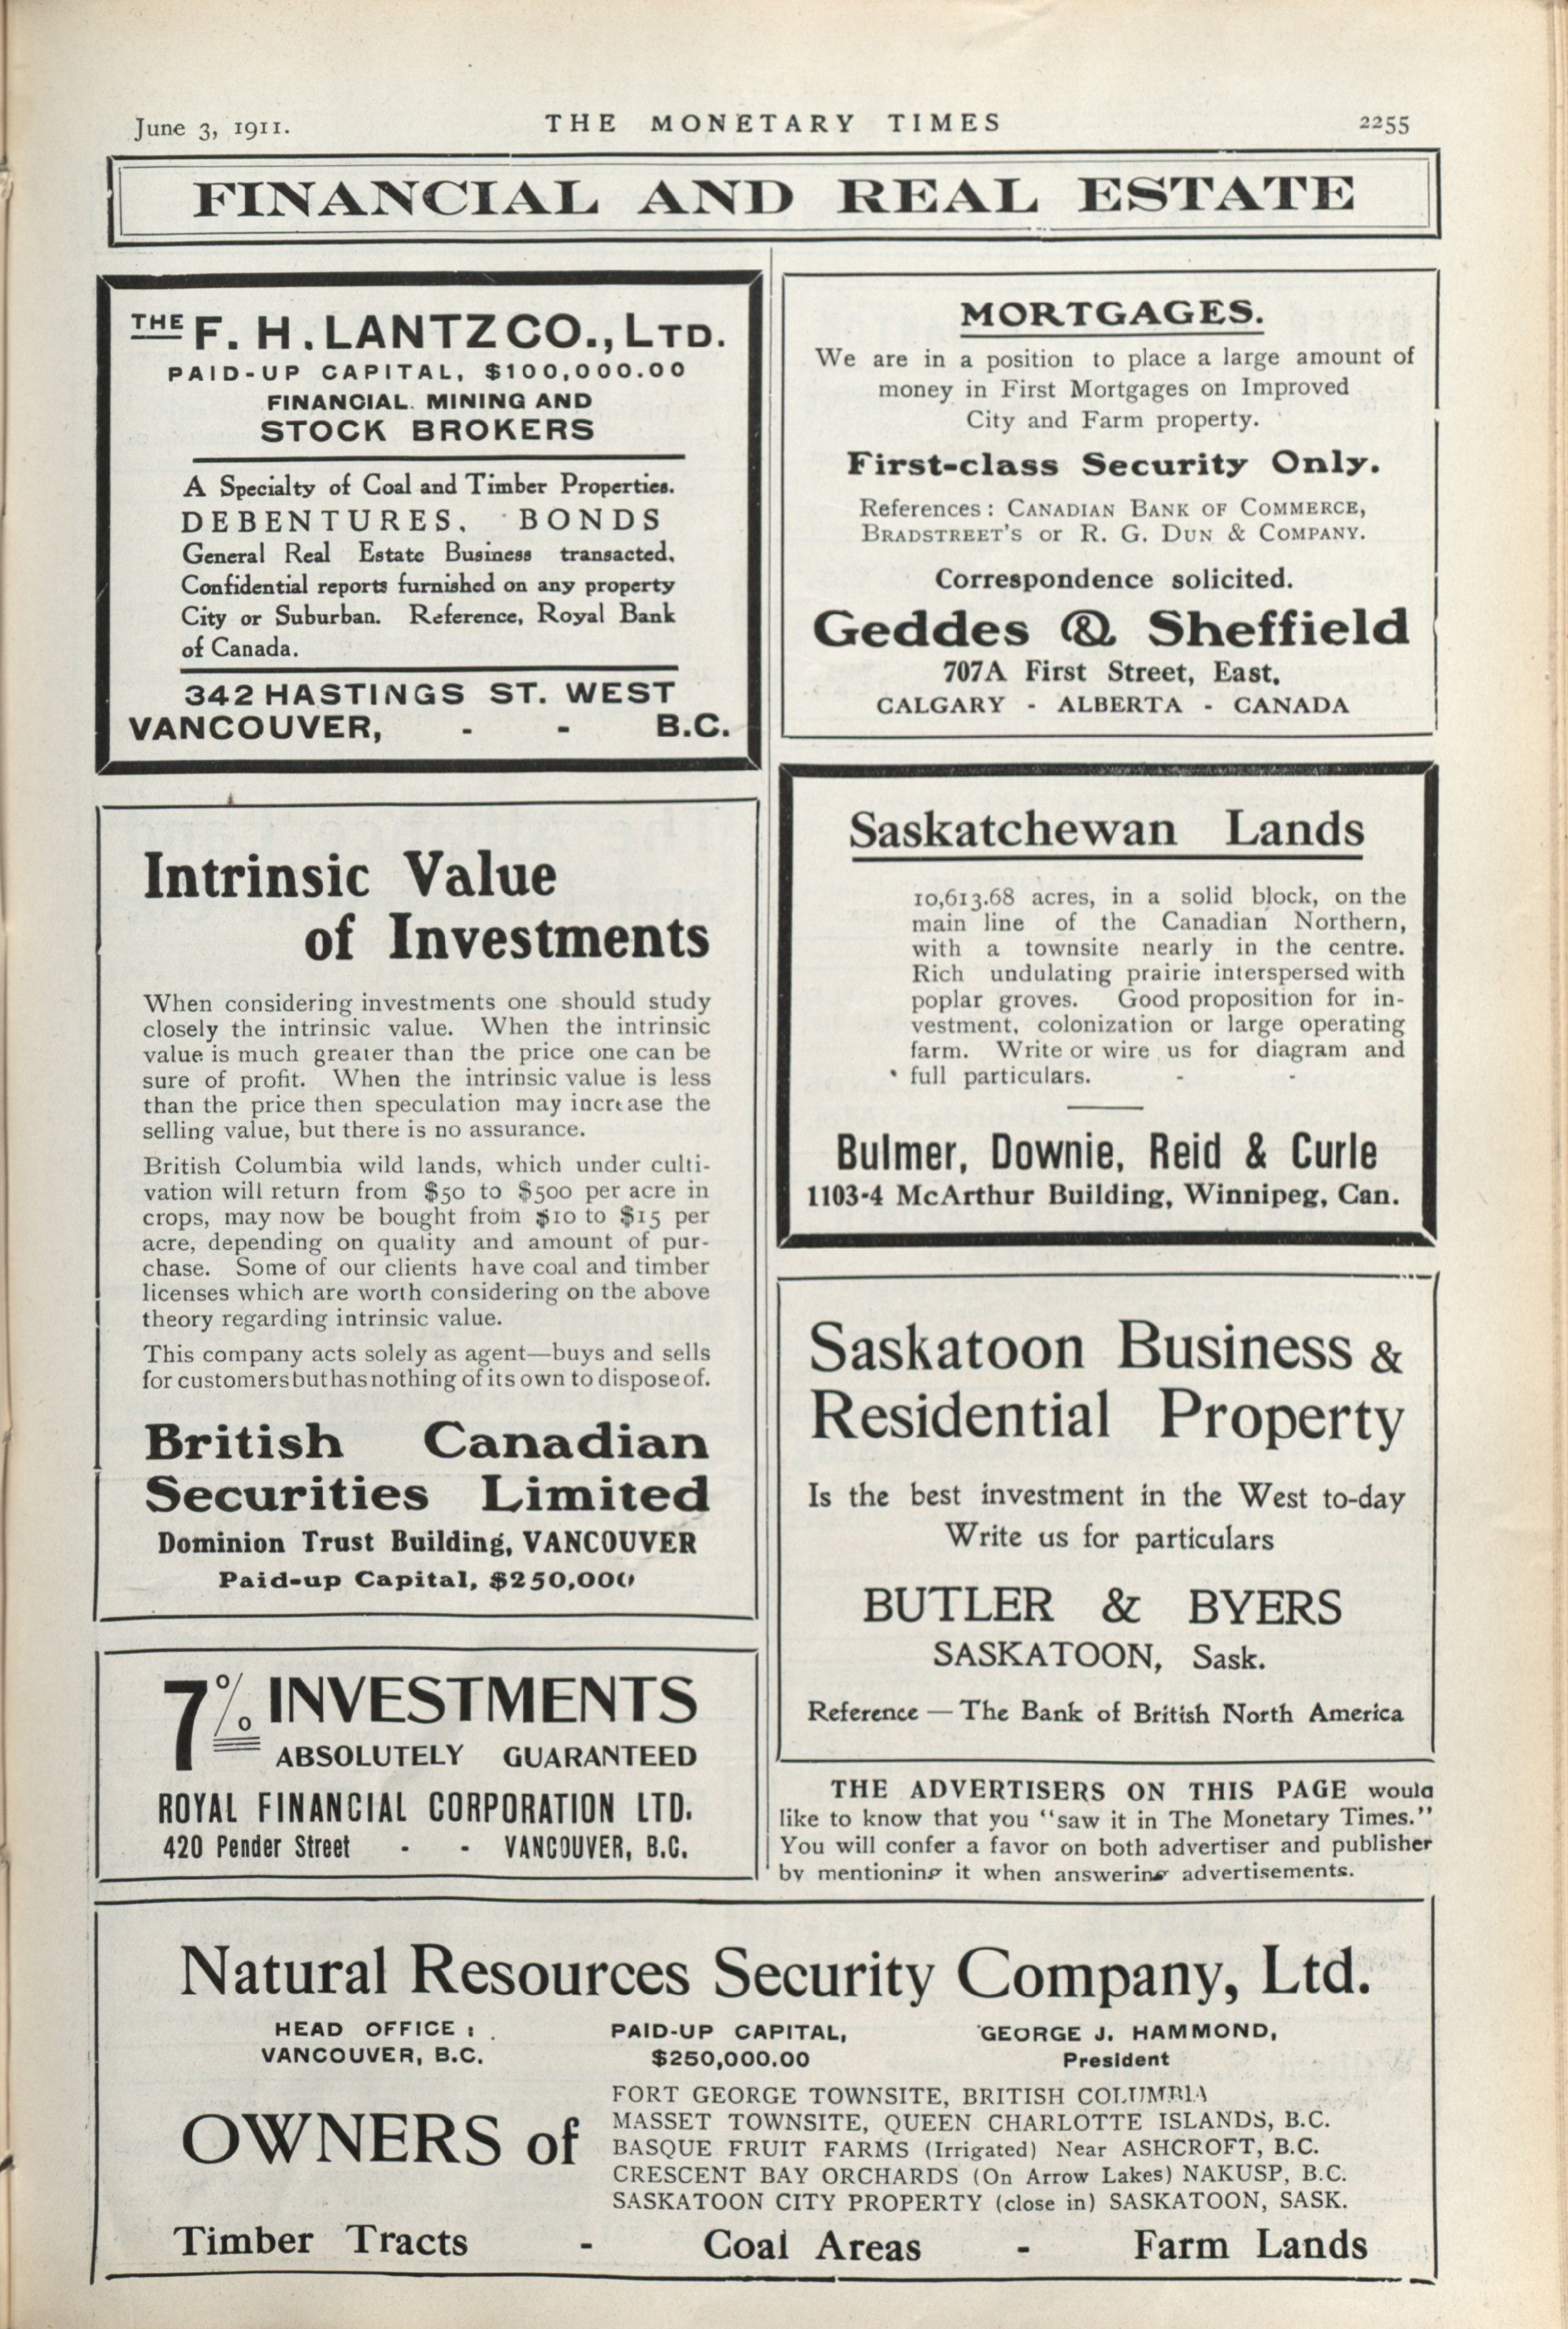 June 3, 1911.
THE MONETARY TIMES
2255
FINANCIAL AND REAL ESTATE
THE F. H. LANTZ CO., LTD.
PAID-UP CAPITAL, $100,000.00
FINANCIAL. MINING AND
STOCK BROKERS
A Specialty of Coal and Timber Properties.
DEBENTURES, BONDS
General Real Estate Business transacted.
Confidential reports furnished on any property
City or Suburban. Reference, Royal Bank
of Canada.
342 HASTINGS ST. WEST
VANCOUVER, - - B.C.
Intrinsic Value
of Investments
When considering investments one should study
closely the intrinsic value. When the intrinsic
value is much greater than the price one can be
sure of profit. When the intrinsic value is less
than the price then speculation may increase the
selling value, but there is no assurance.
British Columbia wild lands, which under culti-
vation will return from $50 to $500 per acre in
crops, may now be bought from $10 to $15 per
acre, depending on quality and amount of pur-
chase. Some of our clients have coal and timber
licenses which are worth considering on the above
theory regarding intrinsic value.
This company acts solely as agent—buys and sells
for customers but has nothing of its own to dispose of.
British Canadian
Securities Limited
Dominion Trust Building, VANCOUVER
Paid-up Capital, $250,000
7% INVESTMENTS
ABSOLUTELY GUARANTEED
ROYAL FINANCIAL CORPORATION LTD.
420 Pender Street - - VANCOUVER, B.C.
MORTGAGES.
We are in a position to place a large amount of
money in First Mortgages on Improved
City and Farm property.
First-class Security Only.
References: CANADIAN BANK OF COMMERCE,
BRADSTREET'S or R. G. DUN & COMPANY.
Correspondence solicited.
Geddes & Sheffield
707A First Street, East,
CALGARY - ALBERTA - CANADA
Saskatchewan Lands
10,613.68 acres, in a solid block, on the
main line of the Canadian Northern,
with a townsite nearly in the centre.
Rich undulating prairie interspersed with
poplar groves. Good proposition for in-
vestment, colonization or large operating
farm. Write or wire us for diagram and
full particulars. - -
Bulmer, Downie, Reid & Curle
1103-4 McArthur Building, Winnipeg, Can.
Saskatoon Business &
Residential Property
Is the best investment in the West to-day
Write us for particulars
BUTLER & BYERS
SASKATOON, Sask.
Reference — The Bank of British North America
THE ADVERTISERS ON THIS PAGE would
like to know that you "saw it in The Monetary Times."
You will confer a favor on both advertiser and publisher
by mentioning it when answering advertisements.
Natural Resources Security Company, Ltd.
HEAD OFFICE:
VANCOUVER, B.C.
PAID-UP CAPITAL,
$250,000.00
GEORGE J. HAMMOND,
President
OWNERS of
FORT GEORGE TOWNSITE, BRITISH COLUMBIA
MASSET TOWNSITE, QUEEN CHARLOTTE ISLANDS, B.C.
BASQUE FRUIT FARMS (Irrigated) Near ASHCROFT, B.C.
CRESCENT BAY ORCHARDS (On Arrow Lakes) NAKUSP, B.C.
SASKATOON CITY PROPERTY (close in) SASKATOON, SASK.
Timber Tracts - Coal Areas - Farm Lands